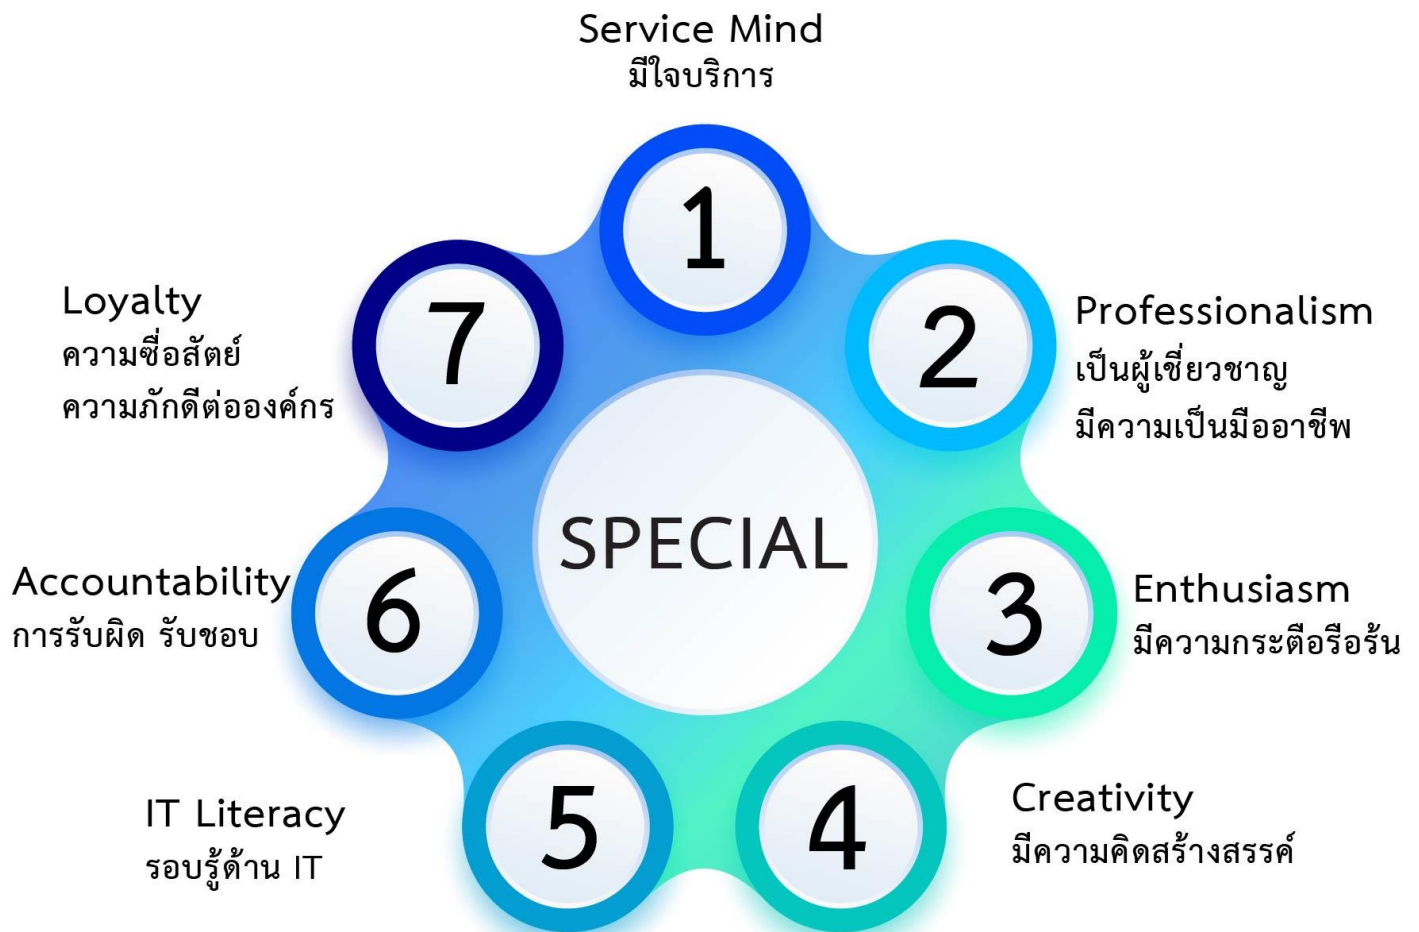 Service Mind
มีใจบริการ
1
2
Professionalism
เป็นผู้เชี่ยวชาญ
มีความเป็นมืออาชีพ
3
Enthusiasm
มีความกระตือรือร้น
4
Creativity
มีความคิดสร้างสรรค์
5
IT Literacy
รอบรู้ด้าน IT
6
Accountability
การรับผิด รับชอบ
7
Loyalty
ความซื่อสัตย์
ความภักดีต่อองค์กร
SPECIAL